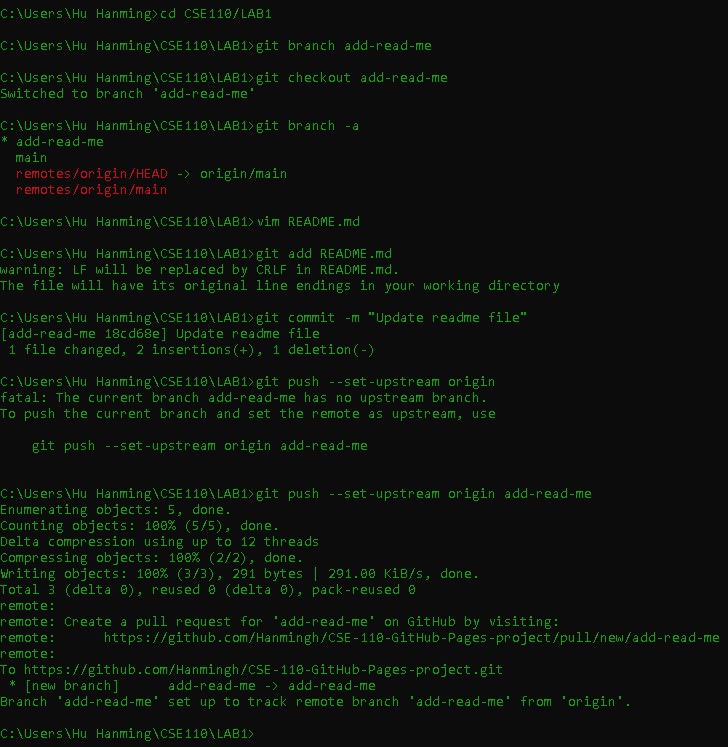 C:\Users\Hu Hanming>cd CSE110/LAB1
C:\Users\Hu Hanming\CSE110\LAB1>git branch add-read-me
C:\Users\Hu Hanming\CSE110\LAB1>git checkout add-read-me
Switched to branch 'add-read-me'
C:\Users\Hu Hanming\CSE110\LAB1>git branch -a
* add-read-me
  main
  remotes/origin/HEAD -> origin/main
  remotes/origin/main
C:\Users\Hu Hanming\CSE110\LAB1>vim README.md
C:\Users\Hu Hanming\CSE110\LAB1>git add README.md
warning: LF will be replaced by CRLF in README.md.
The file will have its original line endings in your working directory
C:\Users\Hu Hanming\CSE110\LAB1>git commit -m "Update readme file"
[add-read-me 18cd68e] Update readme file
 1 file changed, 2 insertions(+), 1 deletion(-)
C:\Users\Hu Hanming\CSE110\LAB1>git push --set-upstream origin
fatal: The current branch add-read-me has no upstream branch.
To push the current branch and set the remote as upstream, use
    git push --set-upstream origin add-read-me
C:\Users\Hu Hanming\CSE110\LAB1>git push --set-upstream origin add-read-me
Enumerating objects: 5, done.
Counting objects: 100% (5/5), done.
Delta compression using up to 12 threads
Compressing objects: 100% (2/2), done.
Writing objects: 100% (3/3), 291 bytes | 291.00 KiB/s, done.
Total 3 (delta 0), reused 0 (delta 0), pack-reused 0
remote:
remote: Create a pull request for 'add-read-me' on GitHub by visiting:
remote:      https://github.com/Hanmingh/CSE-110-GitHub-Pages-project/pull/new/add-read-me
remote:
To https://github.com/Hanmingh/CSE-110-GitHub-Pages-project.git
 * [new branch]      add-read-me -> add-read-me
Branch 'add-read-me' set up to track remote branch 'add-read-me' from 'origin'.
C:\Users\Hu Hanming\CSE110\LAB1>